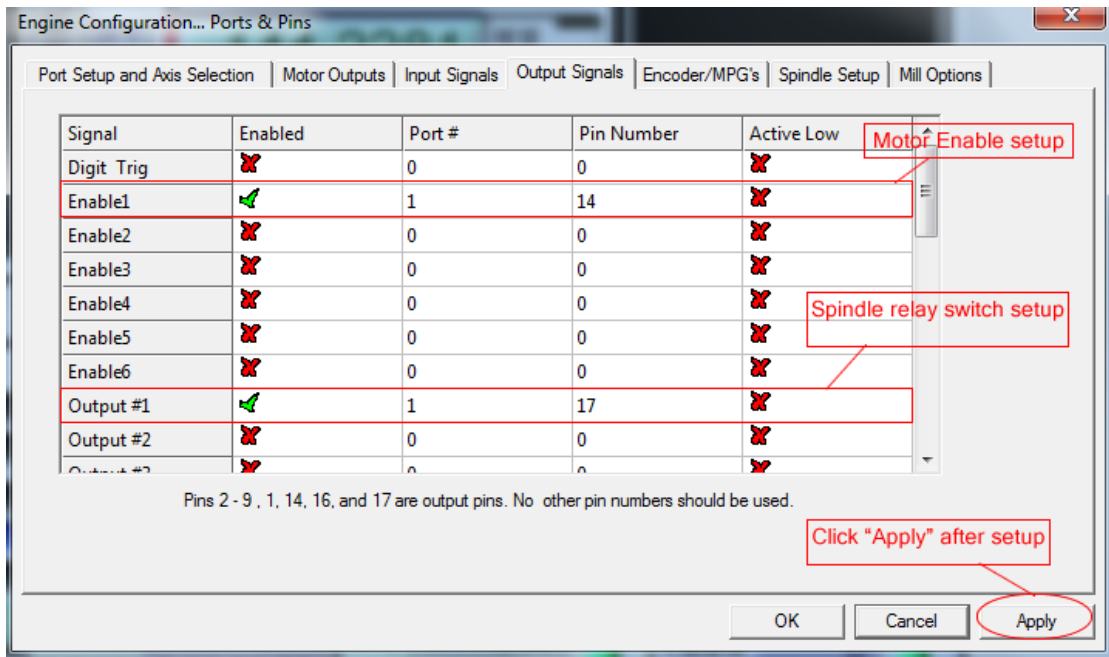 Engine Configuration... Ports & Pins
X
Port Setup and Axis Selection Motor Outputs Input Signals Output Signals Encoder/MPG's Spindle Setup Mill Options
Signal Enabled Port # Pin Number Active Low
Motor Enable setup
Digit Trig 0 0
Enable1 1 14
Enable2 0 0
Enable3 0 0
Enable4 0 0
Spindle relay switch setup
Enable5 0 0
Enable6 0 0
Output #1 1 17
Output #2 0 0
Output #3 0 0
Pins 2 - 9 , 1, 14, 16, and 17 are output pins. No other pin numbers should be used.
Click “Apply” after setup
OK Cancel Apply